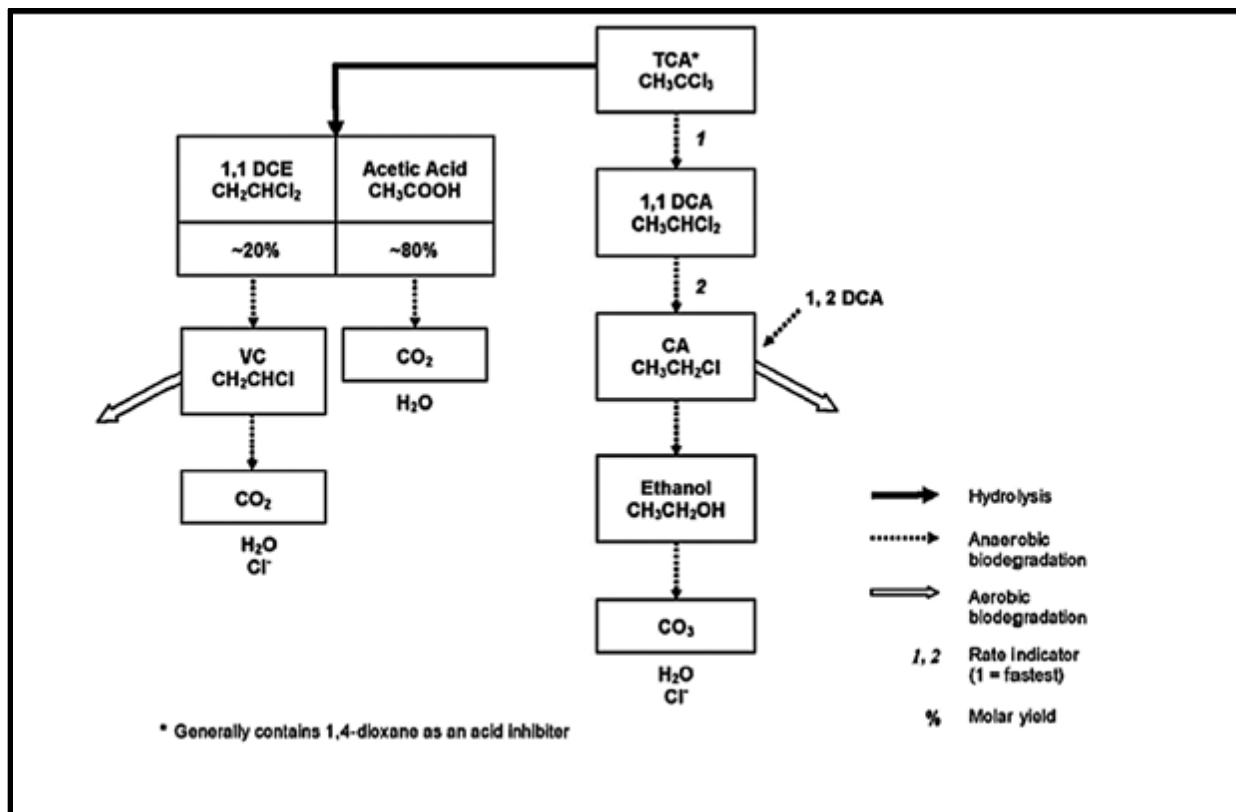 TCA*
CH₃CCl₃
1
1,1 DCE
CH₂CHCl₂
Acetic Acid
CH₃COOH
~20%
~80%
1,1 DCA
CH₃CHCl₂
2
1, 2 DCA
VC
CH₂CHCl
CO₂
H₂O
CA
CH₃CH₂Cl
CO₂
H₂O
Cl⁻
Ethanol
CH₃CH₂OH
CO₃
H₂O
Cl⁻
Hydrolysis
Anaerobic
biodegradation
Aerobic
biodegradation
1, 2 Rate Indicator
(1 = fastest)
% Molar yield
* Generally contains 1,4-dioxane as an acid inhibiter